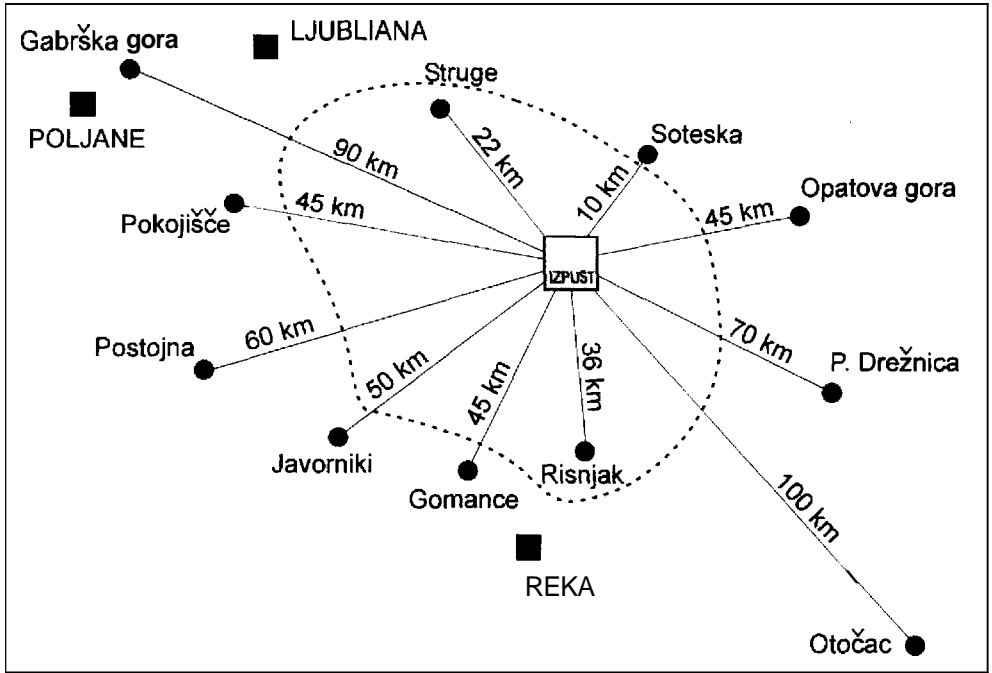 LJUBLIANA
Gabrška gora
Struge
POLJANE
Soteska
90 km
22 km
10 km
Opatova gora
45 km
45 km
Pokojišče
IZPUŠT
60 km
Postojna
50 km
45 km
36 km
70 km
P. Drežnica
Javorniki
Gomance
Risnjak
100 km
REKA
Otočac